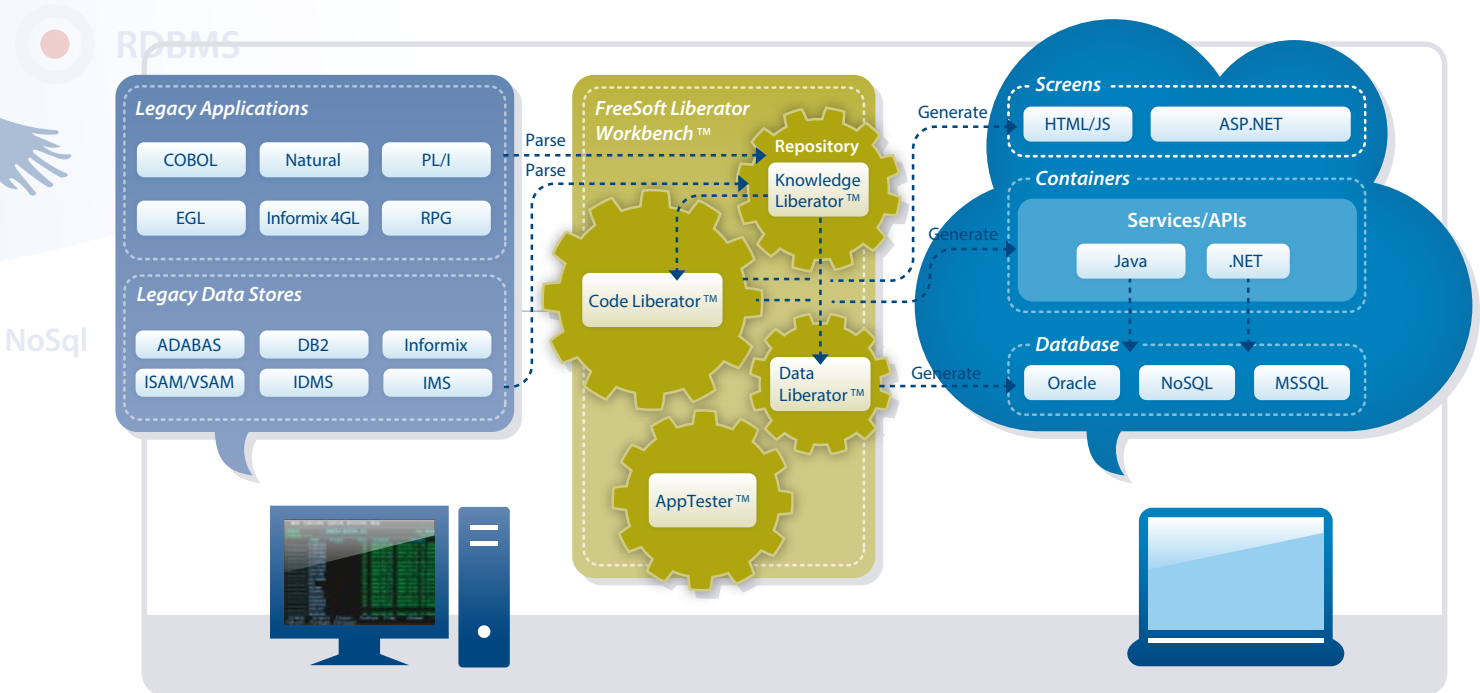 RDBMS
NoSql
Legacy Applications
COBOL
Natural
PL/I
EGL
Informix 4GL
RPG
Legacy Data Stores
ADABAS
DB2
Informix
ISAM/VSAM
IDMS
IMS
Parse
Parse
FreeSoft Liberator
Workbench™
Repository
Knowledge
Liberator™
Code Liberator™
Data
Liberator™
AppTester™
Generate
Generate
Generate
Screens
HTML/JS
ASP.NET
Containers
Services/APIs
Java
.NET
Database
Oracle
NoSQL
MSSQL